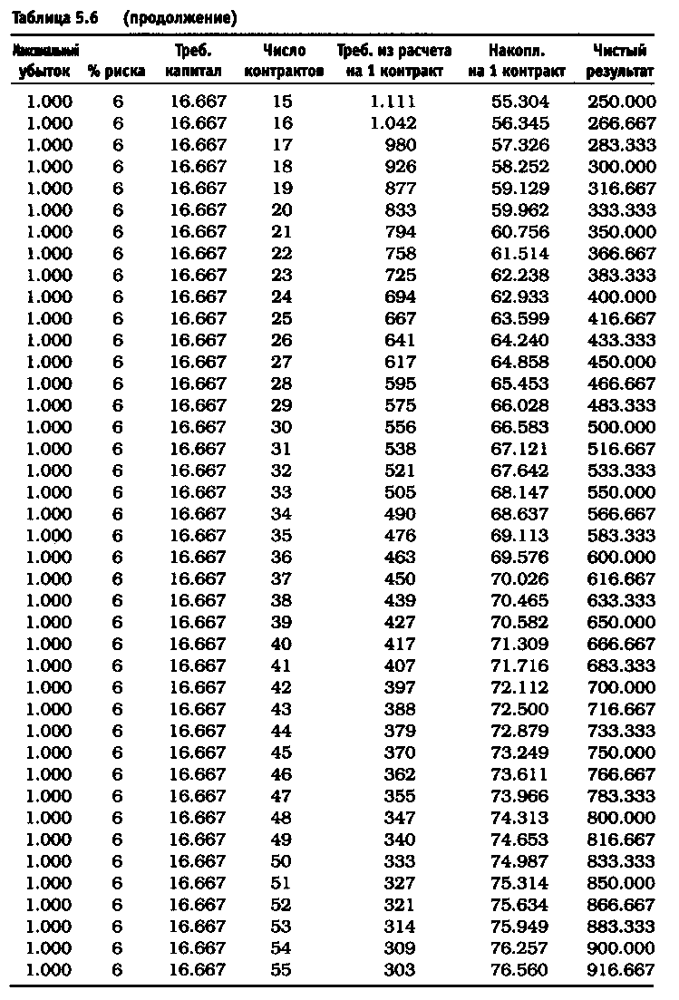 Таблица 5.6 (продолжение)
Максимальный Треб. Число Треб. из расчета Накопл. Чистый
убыток % риска капитал контрактов на 1 контракт на 1 контракт результат
1.000 6 16.667 15 1.111 55.304 250.000
1.000 6 16.667 16 1.042 56.345 266.667
1.000 6 16.667 17 980 57.326 283.333
1.000 6 16.667 18 926 58.252 300.000
1.000 6 16.667 19 877 59.129 316.667
1.000 6 16.667 20 833 59.962 333.333
1.000 6 16.667 21 794 60.756 350.000
1.000 6 16.667 22 758 61.514 366.667
1.000 6 16.667 23 725 62.238 383.333
1.000 6 16.667 24 694 62.933 400.000
1.000 6 16.667 25 667 63.599 416.667
1.000 6 16.667 26 641 64.240 433.333
1.000 6 16.667 27 617 64.858 450.000
1.000 6 16.667 28 595 65.453 466.667
1.000 6 16.667 29 575 66.028 483.333
1.000 6 16.667 30 556 66.583 500.000
1.000 6 16.667 31 538 67.121 516.667
1.000 6 16.667 32 521 67.642 533.333
1.000 6 16.667 33 505 68.147 550.000
1.000 6 16.667 34 490 68.637 566.667
1.000 6 16.667 35 476 69.113 583.333
1.000 6 16.667 36 463 69.576 600.000
1.000 6 16.667 37 450 70.026 616.667
1.000 6 16.667 38 439 70.465 633.333
1.000 6 16.667 39 427 70.582 650.000
1.000 6 16.667 40 417 71.309 666.667
1.000 6 16.667 41 407 71.716 683.333
1.000 6 16.667 42 397 72.112 700.000
1.000 6 16.667 43 388 72.500 716.667
1.000 6 16.667 44 379 72.879 733.333
1.000 6 16.667 45 370 73.249 750.000
1.000 6 16.667 46 362 73.611 766.667
1.000 6 16.667 47 355 73.966 783.333
1.000 6 16.667 48 347 74.313 800.000
1.000 6 16.667 49 340 74.653 816.667
1.000 6 16.667 50 333 74.987 833.333
1.000 6 16.667 51 327 75.314 850.000
1.000 6 16.667 52 321 75.634 866.667
1.000 6 16.667 53 314 75.949 883.333
1.000 6 16.667 54 309 76.257 900.000
1.000 6 16.667 55 303 76.560 916.667